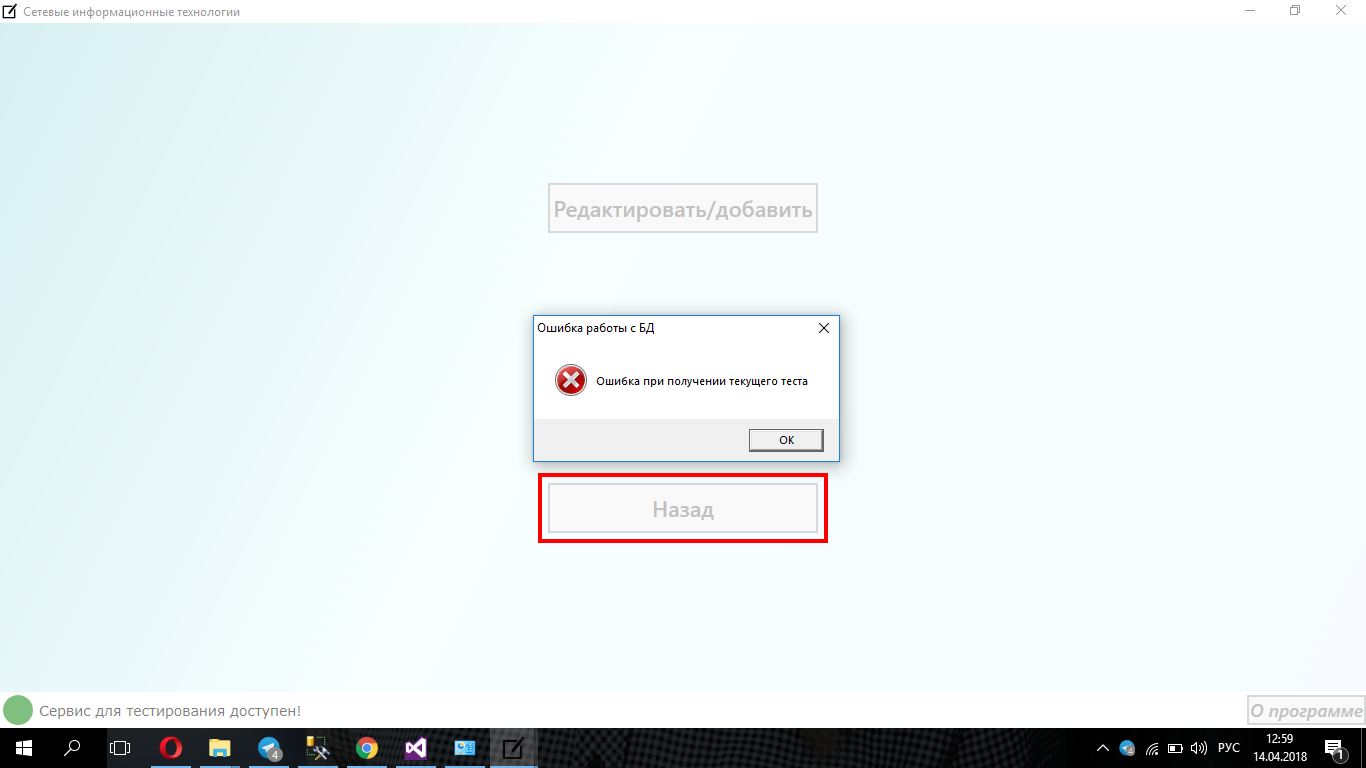 Сетевые информационные технологии
Редактировать/добавить
Ошибка работы с БД
Ошибка при получении текущего теста
ОК
Назад
Сервис для тестирования доступен!
О программе
4
РУС
12:59
14.04.2018
1